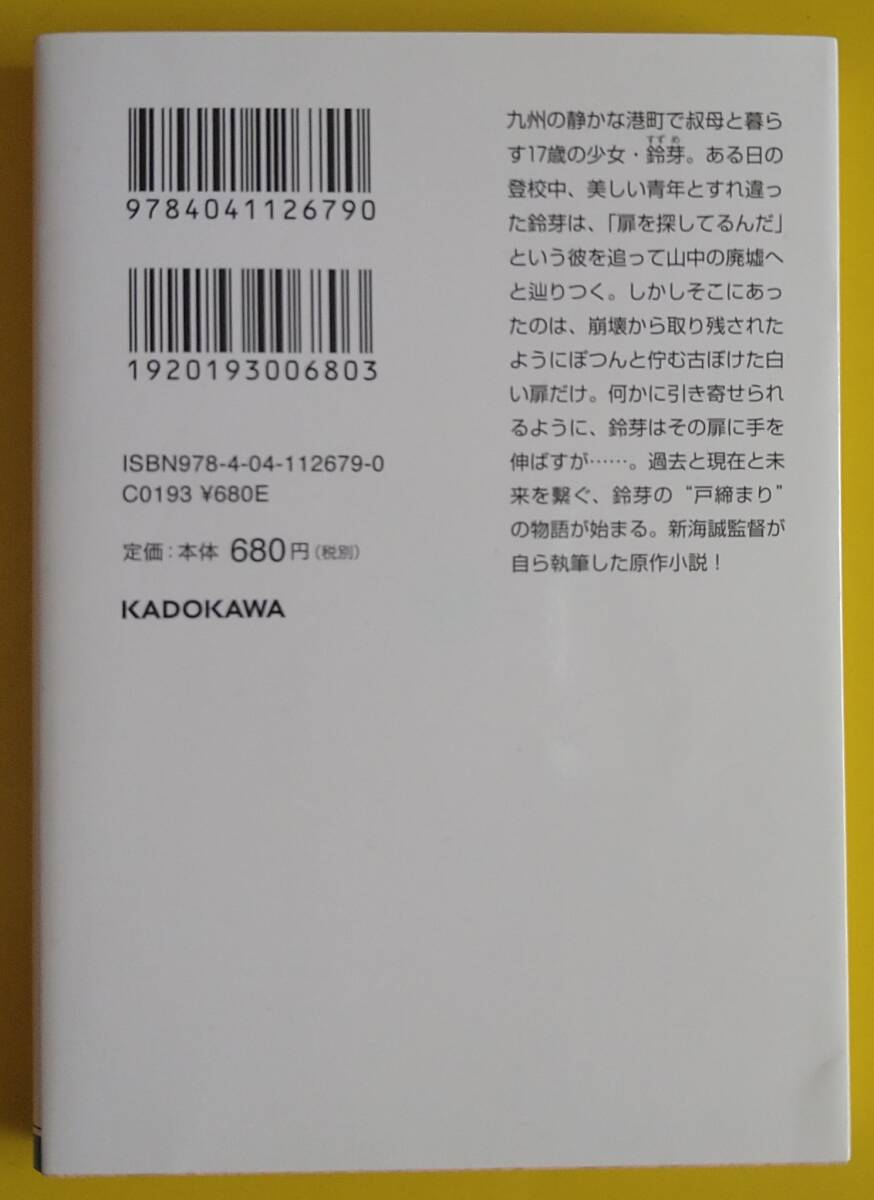 9784041126790
1920193006803
ISBN978-4-04-112679-0
C0193 ¥680E
定価：本体 680円（税別）
KADOKAWA
九州の静かな港町で叔母と暮ら
す17歳の少女・鈴芽。ある日の
すずめ
登校中、美しい青年とすれ違っ
た鈴芽は、「扉を探してるんだ」
という彼を追って山中の廃墟へ
と辿りつく。しかしそこにあっ
たのは、崩壊から取り残された
ようにぽつんと佇む古ぼけた白
い扉だけ。何かに引き寄せられ
るように、鈴芽はその扉に手を
伸ばすが……。過去と現在と未
来を繋ぐ、鈴芽の“戸締まり”
の物語が始まる。新海誠監督が
自ら執筆した原作小説！